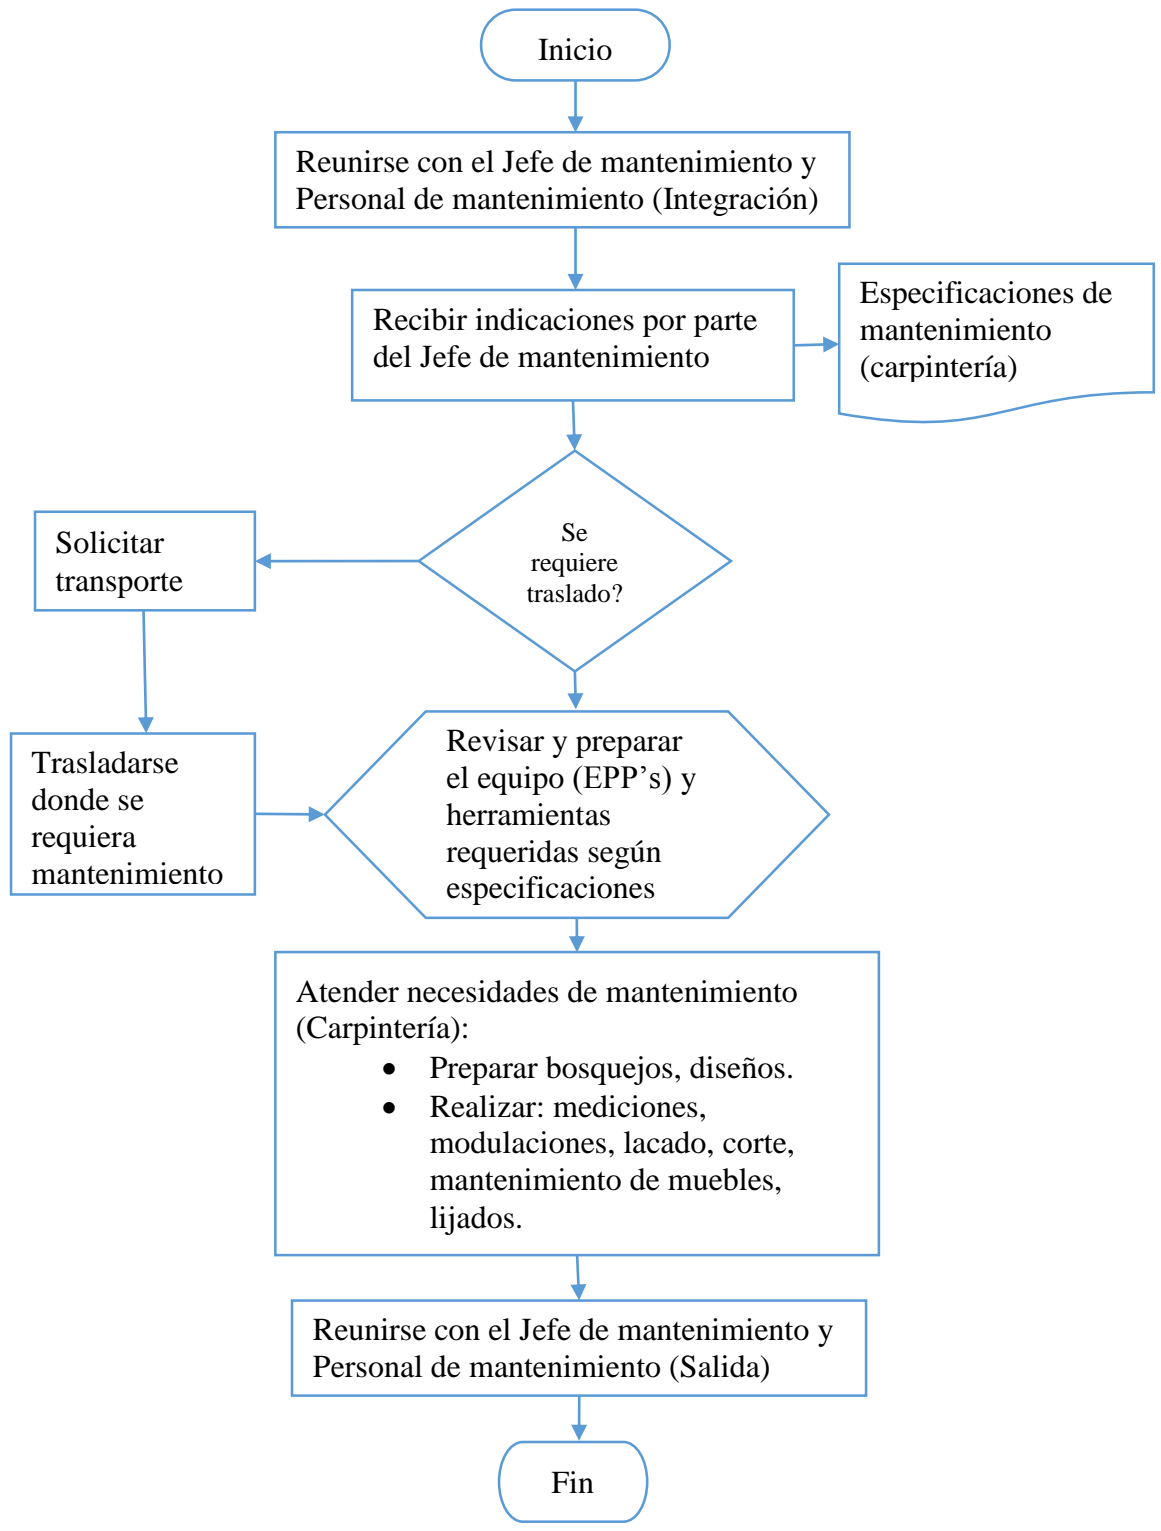 Inicio
Reunirse con el Jefe de mantenimiento y
Personal de mantenimiento (Integración)
Recibir indicaciones por parte
del Jefe de mantenimiento
Especificaciones de
mantenimiento
(carpintería)
Se
requiere
traslado?
Solicitar
transporte
Trasladarse
donde se
requiera
mantenimiento
Revisar y preparar
el equipo (EPP’s) y
herramientas
requeridas según
especificaciones
Atender necesidades de mantenimiento
(Carpintería):
• Preparar bosquejos, diseños.
• Realizar: mediciones,
modulaciones, lacado, corte,
mantenimiento de muebles,
lijados.
Reunirse con el Jefe de mantenimiento y
Personal de mantenimiento (Salida)
Fin